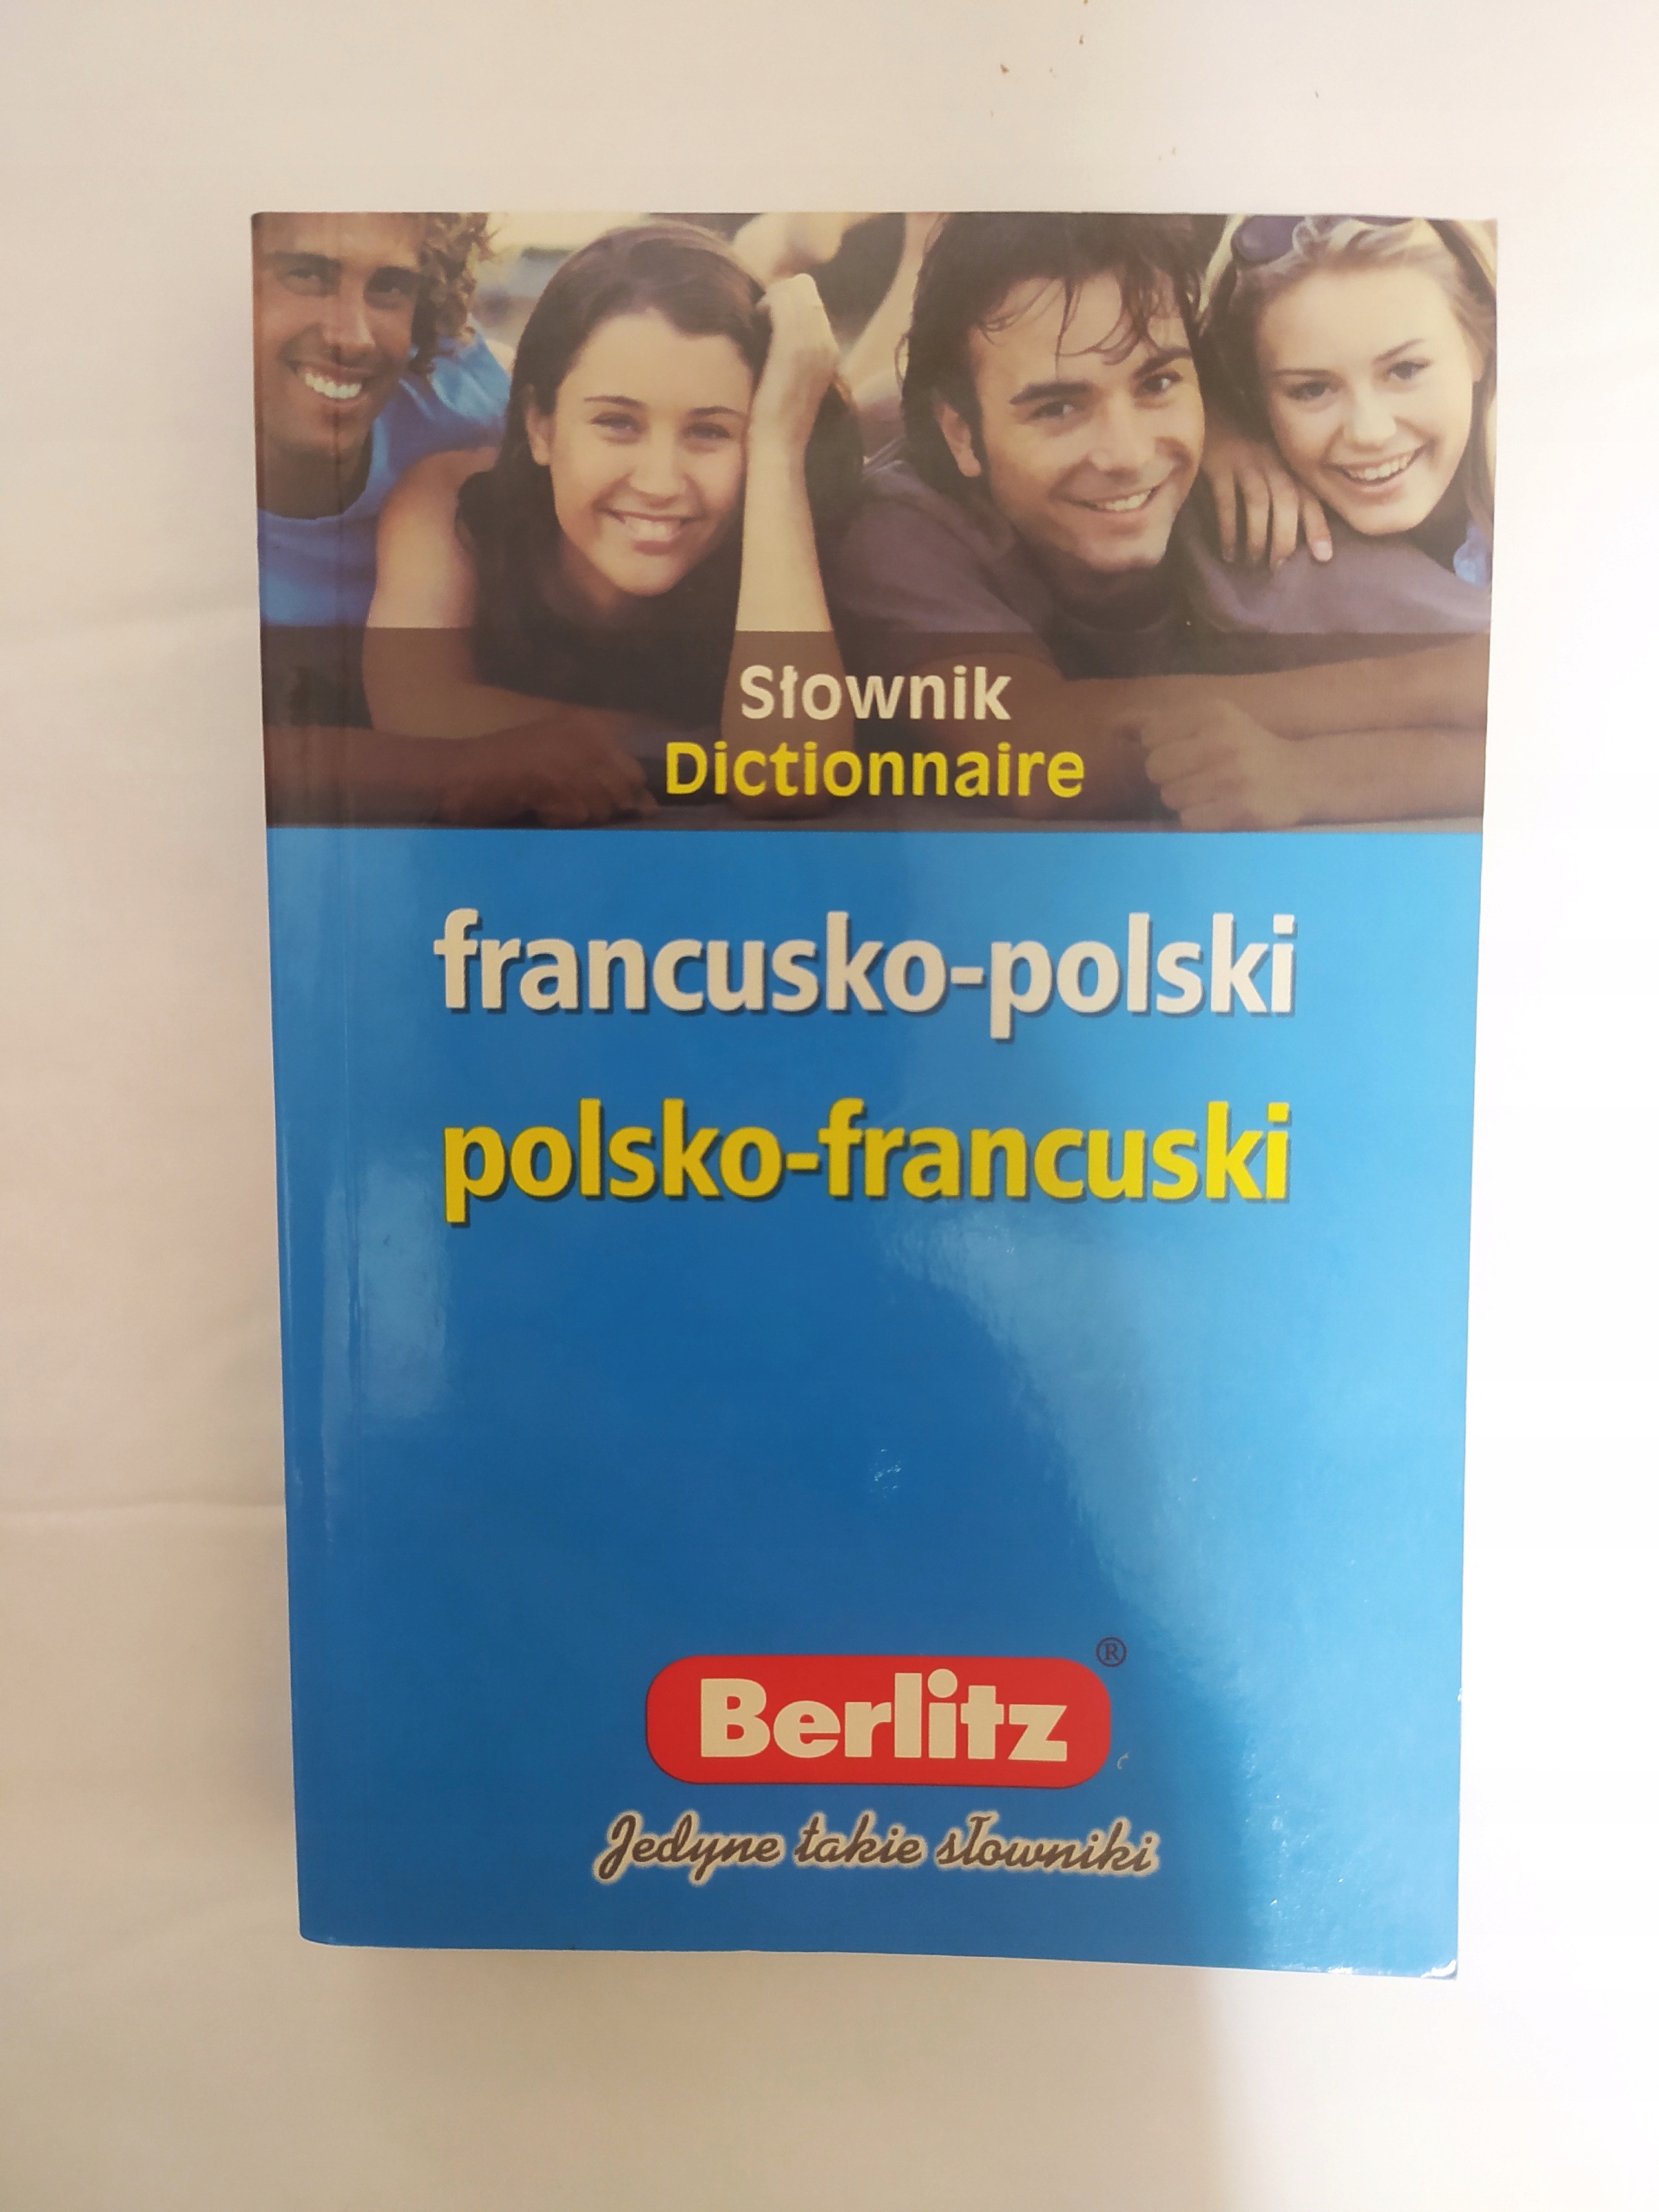 Słownik
Dictionnaire
francusko-polski
polsko-francuski
Berlitz®
Jedyne takie słowniki